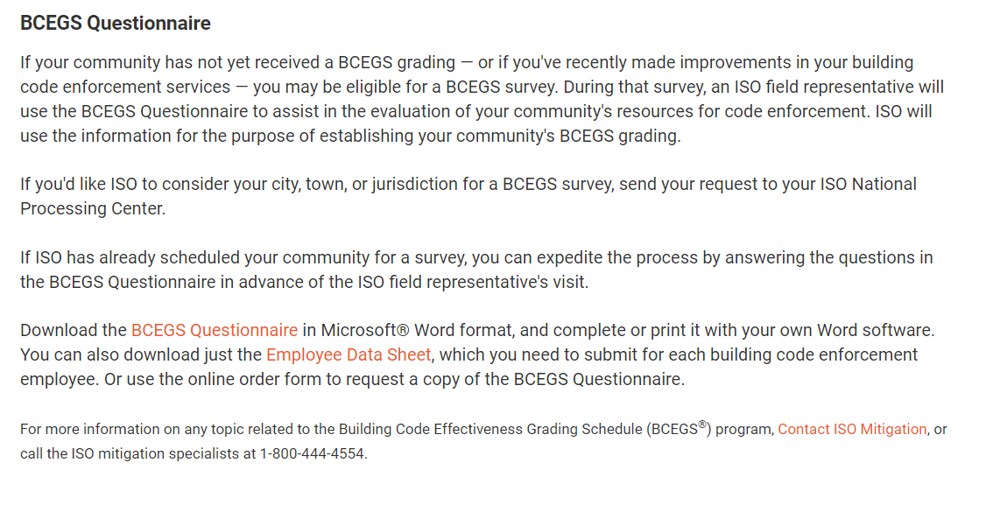 BCEGS Questionnaire
If your community has not yet received a BCEGS grading — or if you've recently made improvements in your building
code enforcement services — you may be eligible for a BCEGS survey. During that survey, an ISO field representative will
use the BCEGS Questionnaire to assist in the evaluation of your community's resources for code enforcement. ISO will
use the information for the purpose of establishing your community's BCEGS grading.
If you'd like ISO to consider your city, town, or jurisdiction for a BCEGS survey, send your request to your ISO National
Processing Center.
If ISO has already scheduled your community for a survey, you can expedite the process by answering the questions in
the BCEGS Questionnaire in advance of the ISO field representative's visit.
Download the BCEGS Questionnaire in Microsoft® Word format, and complete or print it with your own Word software.
You can also download just the Employee Data Sheet, which you need to submit for each building code enforcement
employee. Or use the online order form to request a copy of the BCEGS Questionnaire.
For more information on any topic related to the Building Code Effectiveness Grading Schedule (BCEGS®) program, Contact ISO Mitigation, or
call the ISO mitigation specialists at 1-800-444-4554.